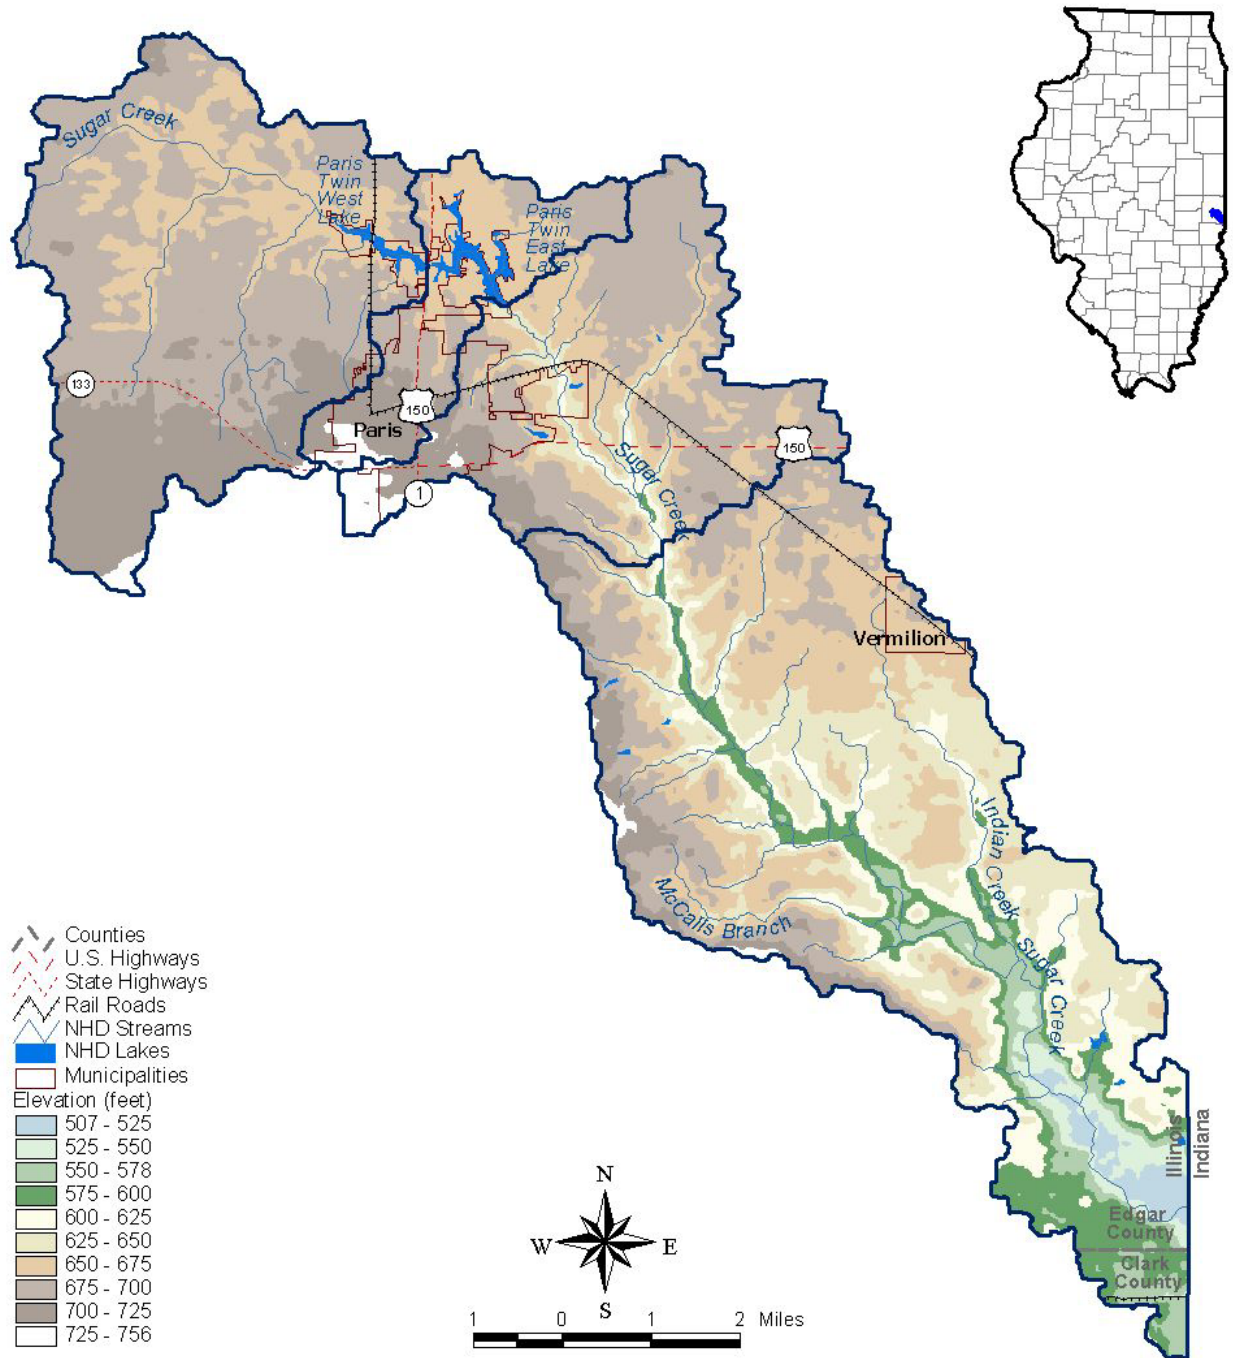 Sugar Creek
Paris
Twin
West
Lake
Paris
Twin
East
Lake
133
150
Paris
150
1
Sugar Creek
Vermilion
Indian Creek
McCalls Branch
Sugar Creek
Illinois
Indiana
Edgar
County
Clark
County
Counties
U.S. Highways
State Highways
Rail Roads
NHD Streams
NHD Lakes
Municipalities
Elevation (feet)
507 - 525
525 - 550
550 - 578
575 - 600
600 - 625
625 - 650
650 - 675
675 - 700
700 - 725
725 - 756
N
W
E
S
1 0 1 2 Miles